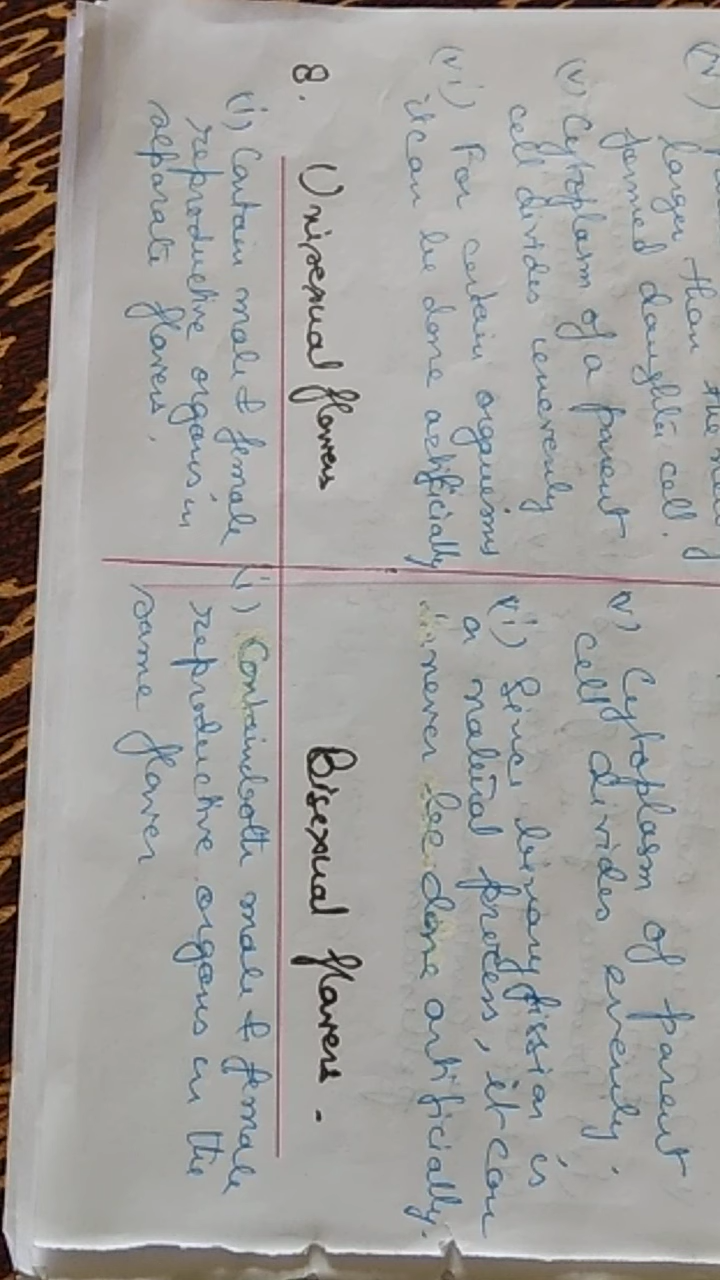 (iv)
larger than the newly
formed daughter cell.
(v) Cytoplasm of a parent
cell divides unevenly
(vi) For certain organisms
it can be done artificially
v) Cytoplasm of parent
cell divides evenly.
vi) Since binary fission is
a natural process, it can
never be done artificially.
8. Unisexual flowers
Bisexual flowers.
(i) Contain male & female
reproductive organs in
separate flowers.
(i) Contain both male & female
reproductive organs in the
same flower.